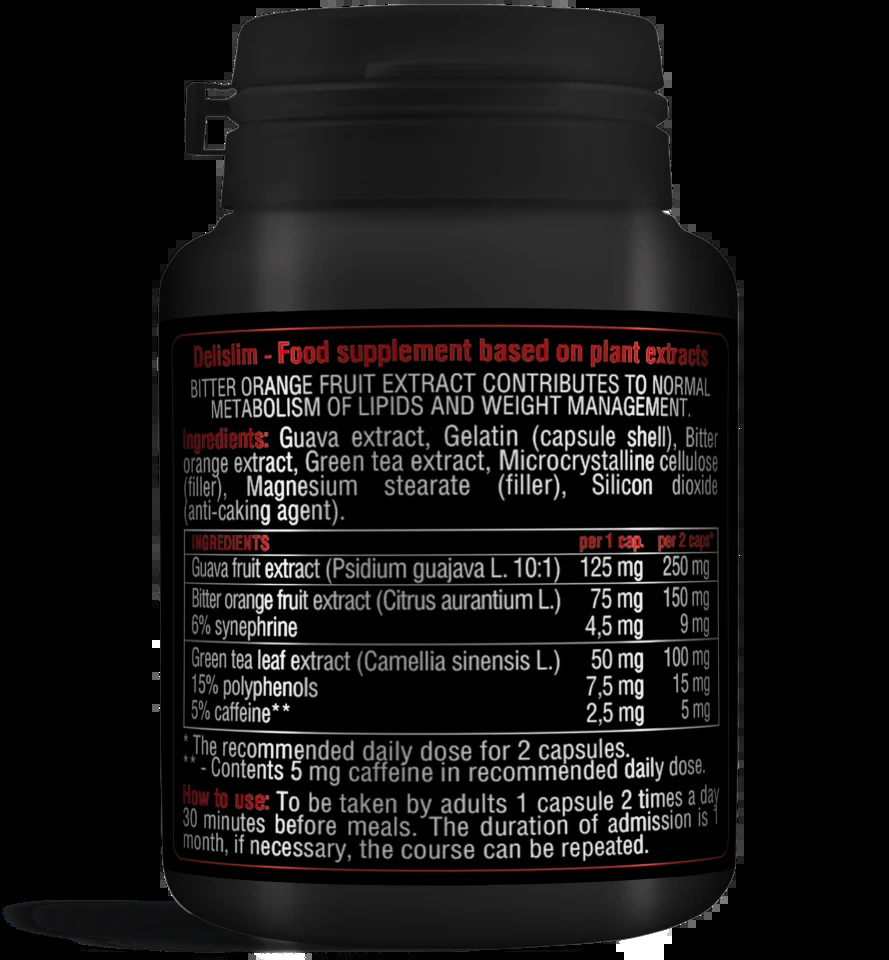 Delislim - Food supplement based on plant extracts
BITTER ORANGE FRUIT EXTRACT CONTRIBUTES TO NORMAL
METABOLISM OF LIPIDS AND WEIGHT MANAGEMENT.
Ingredients: Guava extract, Gelatin (capsule shell), Bitter
orange extract, Green tea extract, Microcrystalline cellulose
(filler), Magnesium stearate (filler), Silicon dioxide
(anti-caking agent).
INGREDIENTS per 1 cap. per 2 caps*
Guava fruit extract (Psidium guajava L. 10:1) 125 mg 250 mg
Bitter orange fruit extract (Citrus aurantium L.) 75 mg 150 mg
6% synephrine 4,5 mg 9 mg
Green tea leaf extract (Camellia sinensis L.) 50 mg 100 mg
15% polyphenols 7,5 mg 15 mg
5% caffeine** 2,5 mg 5 mg
* The recommended daily dose for 2 capsules.
** - Contents 5 mg caffeine in recommended daily dose.
How to use: To be taken by adults 1 capsule 2 times a day
30 minutes before meals. The duration of admission is 1
month, if necessary, the course can be repeated.